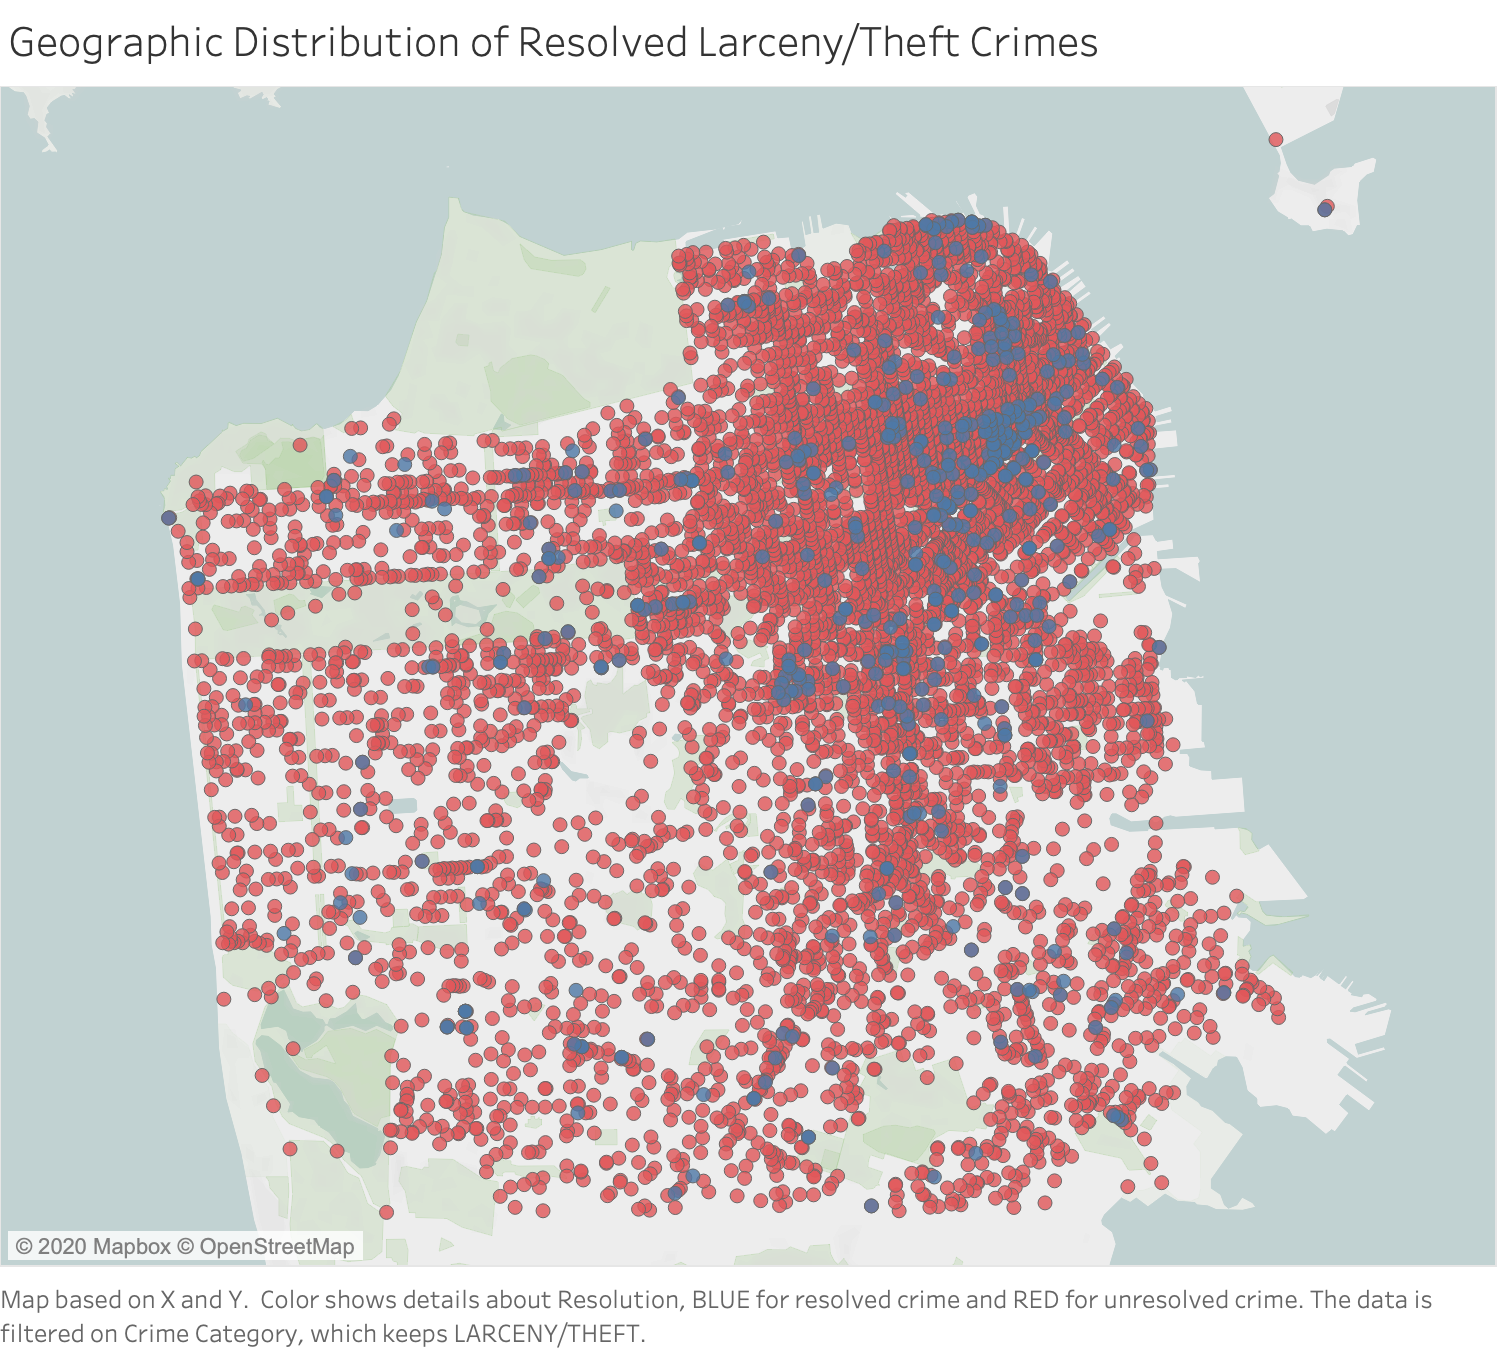 Geographic Distribution of Resolved Larceny/Theft Crimes
© 2020 Mapbox © OpenStreetMap
Map based on X and Y.  Color shows details about Resolution, BLUE for resolved crime and RED for unresolved crime. The data is
filtered on Crime Category, which keeps LARCENY/THEFT.